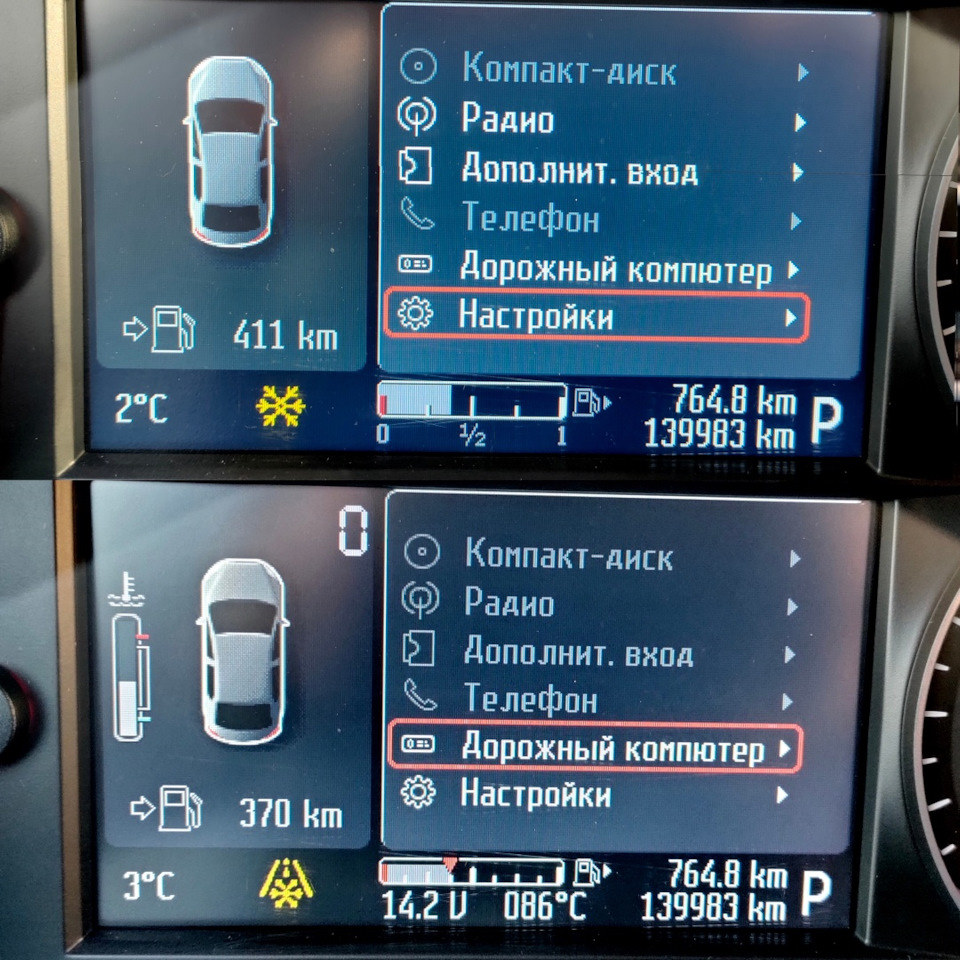 Компакт-диск
Радио
Дополнит. вход
Телефон
Дорожный компютер
Настройки
411 km
2°C
0 1/2 1
764.8 km
139983 km
P
0
Компакт-диск
Радио
Дополнит. вход
Телефон
Дорожный компютер
Настройки
370 km
3°C
14.2 V 086°C
764.8 km
139983 km
P